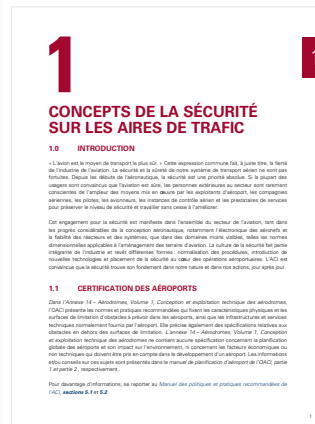 1
1
CONCEPTS DE LA SÉCURITÉ
SUR LES AIRES DE TRAFIC
1.0 INTRODUCTION
« L'avion est le moyen de transport le plus sûr. » Cette expression commune fait, à juste titre, la fierté
de l'industrie de l'aviation. La sécurité et la sûreté de notre système de transport aérien ne sont pas
fortuites. Depuis les débuts de l'aéronautique, la sécurité est une priorité absolue. Si la plupart des
usagers sont convaincus que l'aviation est sûre, les personnes extérieures au secteur sont rarement
conscientes de l'ampleur des moyens mis en œuvre par les exploitants d'aéroport, les compagnies
aériennes, les pilotes, les avionneurs, les instances de contrôle aérien et les prestataires de services
pour préserver le niveau de sécurité et travailler sans cesse à l'améliorer.
Cet engagement pour la sécurité est manifeste dans l'ensemble du secteur de l'aviation, tant dans
les progrès considérables de la conception aéronautique, notamment l'électronique des aéronefs et
la fiabilité des réacteurs et des systèmes, que dans des domaines moins visibles, telles les normes
dimensionnelles applicables à l'aménagement des terrains d'aviation. La culture de la sécurité fait partie
intégrante de l'industrie et revêt différentes formes : normalisation des procédures, introduction de
nouvelles technologies et placement de la sécurité au cœur des opérations aéroportuaires. L'ACI est
convaincue que la sécurité trouve son fondement dans notre nature et dans nos actions, jour après jour.
1.1 CERTIFICATION DES AÉROPORTS
Dans l'Annexe 14 – Aérodromes, Volume 1, Conception et exploitation technique des aérodromes,
l'OACI présente les normes et pratiques recommandées qui fixent les caractéristiques physiques et les
surfaces de limitation d'obstacles à prévoir dans les aéroports, ainsi que les infrastructures et services
techniques normalement fournis par l'aéroport. Elle précise également des spécifications relatives aux
obstacles en dehors des surfaces de limitation. L'annexe 14 – Aérodromes, Volume 1, Conception
et exploitation technique des aérodromes ne contient aucune spécification concernant la planification
globale des aéroports et son impact sur l'environnement, ni concernant les facteurs économiques ou
non techniques qui doivent être pris en compte dans le développement d'un aéroport. Les informations
et/ou conseils sur ces sujets sont présentés dans le manuel de planification d'aéroport de l'OACI, partie
1 et partie 2, respectivement.
Pour davantage d'informations, se reporter au Manuel des politiques et pratiques recommandées de
l'ACI, sections 5.1 et 5.2
1